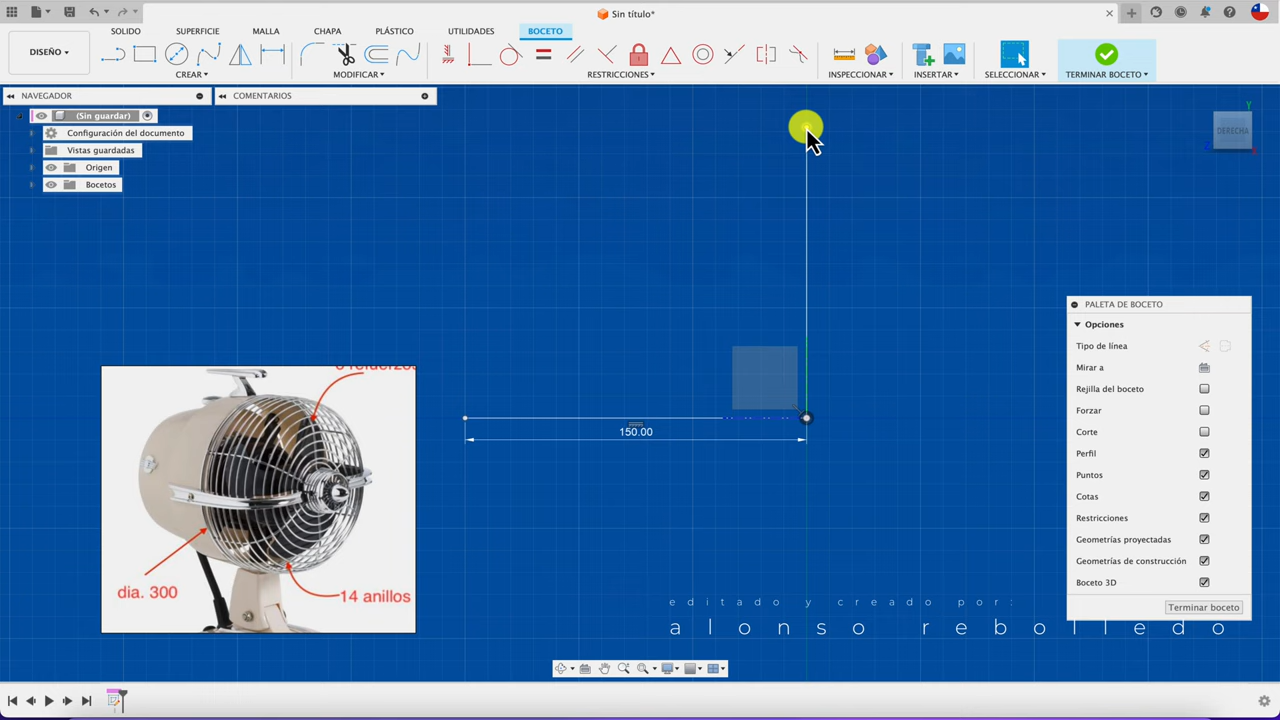 Sin título*
DISEÑO
SÓLIDO SUPERFICIE MALLA CHAPA PLÁSTICO UTILIDADES BOCETO
CREAR MODIFICAR RESTRICCIONES INSPECCIONAR INSERTAR SELECCIONAR TERMINAR BOCETO
NAVEGADOR
COMENTARIOS
(Sin guardar)
Configuración del documento
Vistas guardadas
Origen
Bocetos
Y
DERECHA
150.00
PALETA DE BOCETO
Opciones
Tipo de línea
Mirar a
Rejilla del boceto
Forzar
Corte
Perfil
Puntos
Cotas
Restricciones
Geometrías proyectadas
Geometrías de construcción
Boceto 3D
Terminar boceto
dia. 300
14 anillos
editado y creado por:
alonso rebolledo